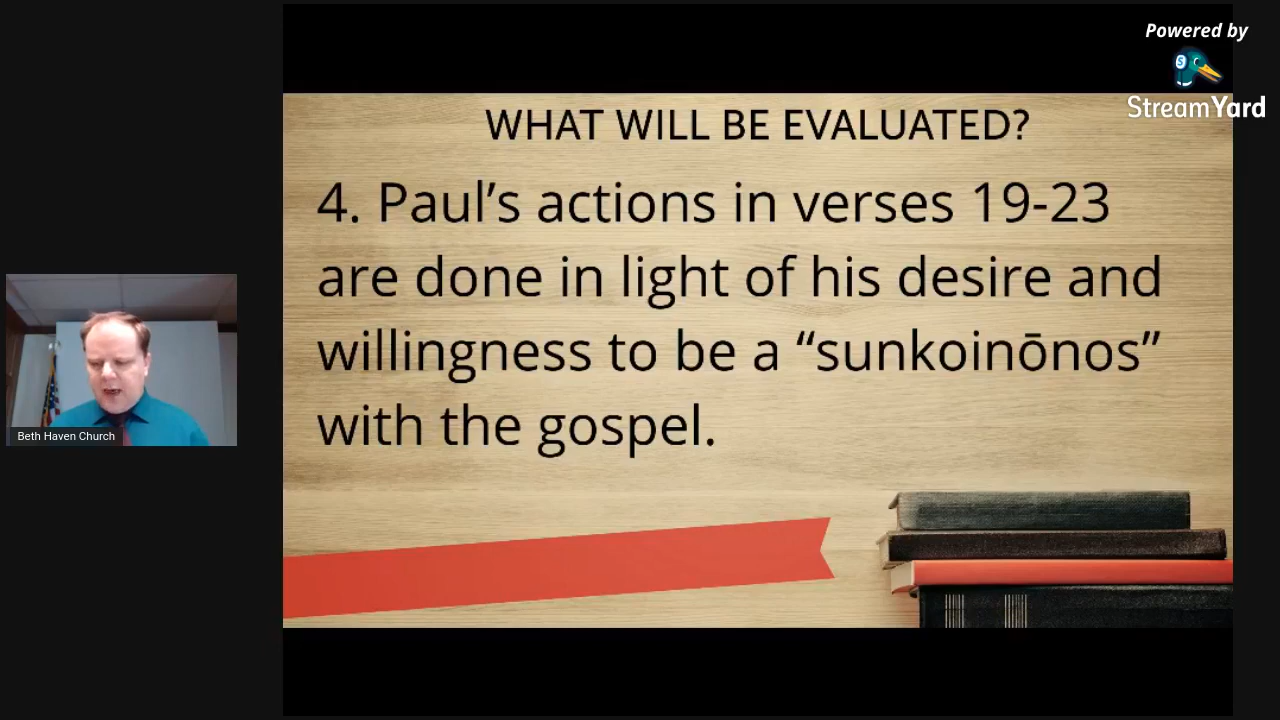 Powered by
StreamYard
WHAT WILL BE EVALUATED?
4. Paul’s actions in verses 19-23
are done in light of his desire and
willingness to be a “sunkoinōnos”
with the gospel.
Beth Haven Church